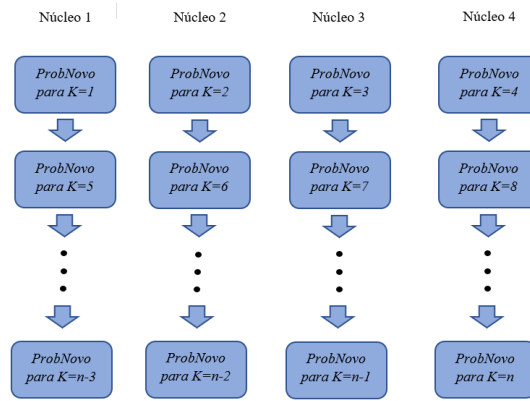 Núcleo 1
Núcleo 2
Núcleo 3
Núcleo 4
ProbNovo
para K=1
ProbNovo
para K=2
ProbNovo
para K=3
ProbNovo
para K=4
ProbNovo
para K=5
ProbNovo
para K=6
ProbNovo
para K=7
ProbNovo
para K=8
ProbNovo
para K=n-3
ProbNovo
para K=n-2
ProbNovo
para K=n-1
ProbNovo
para K=n